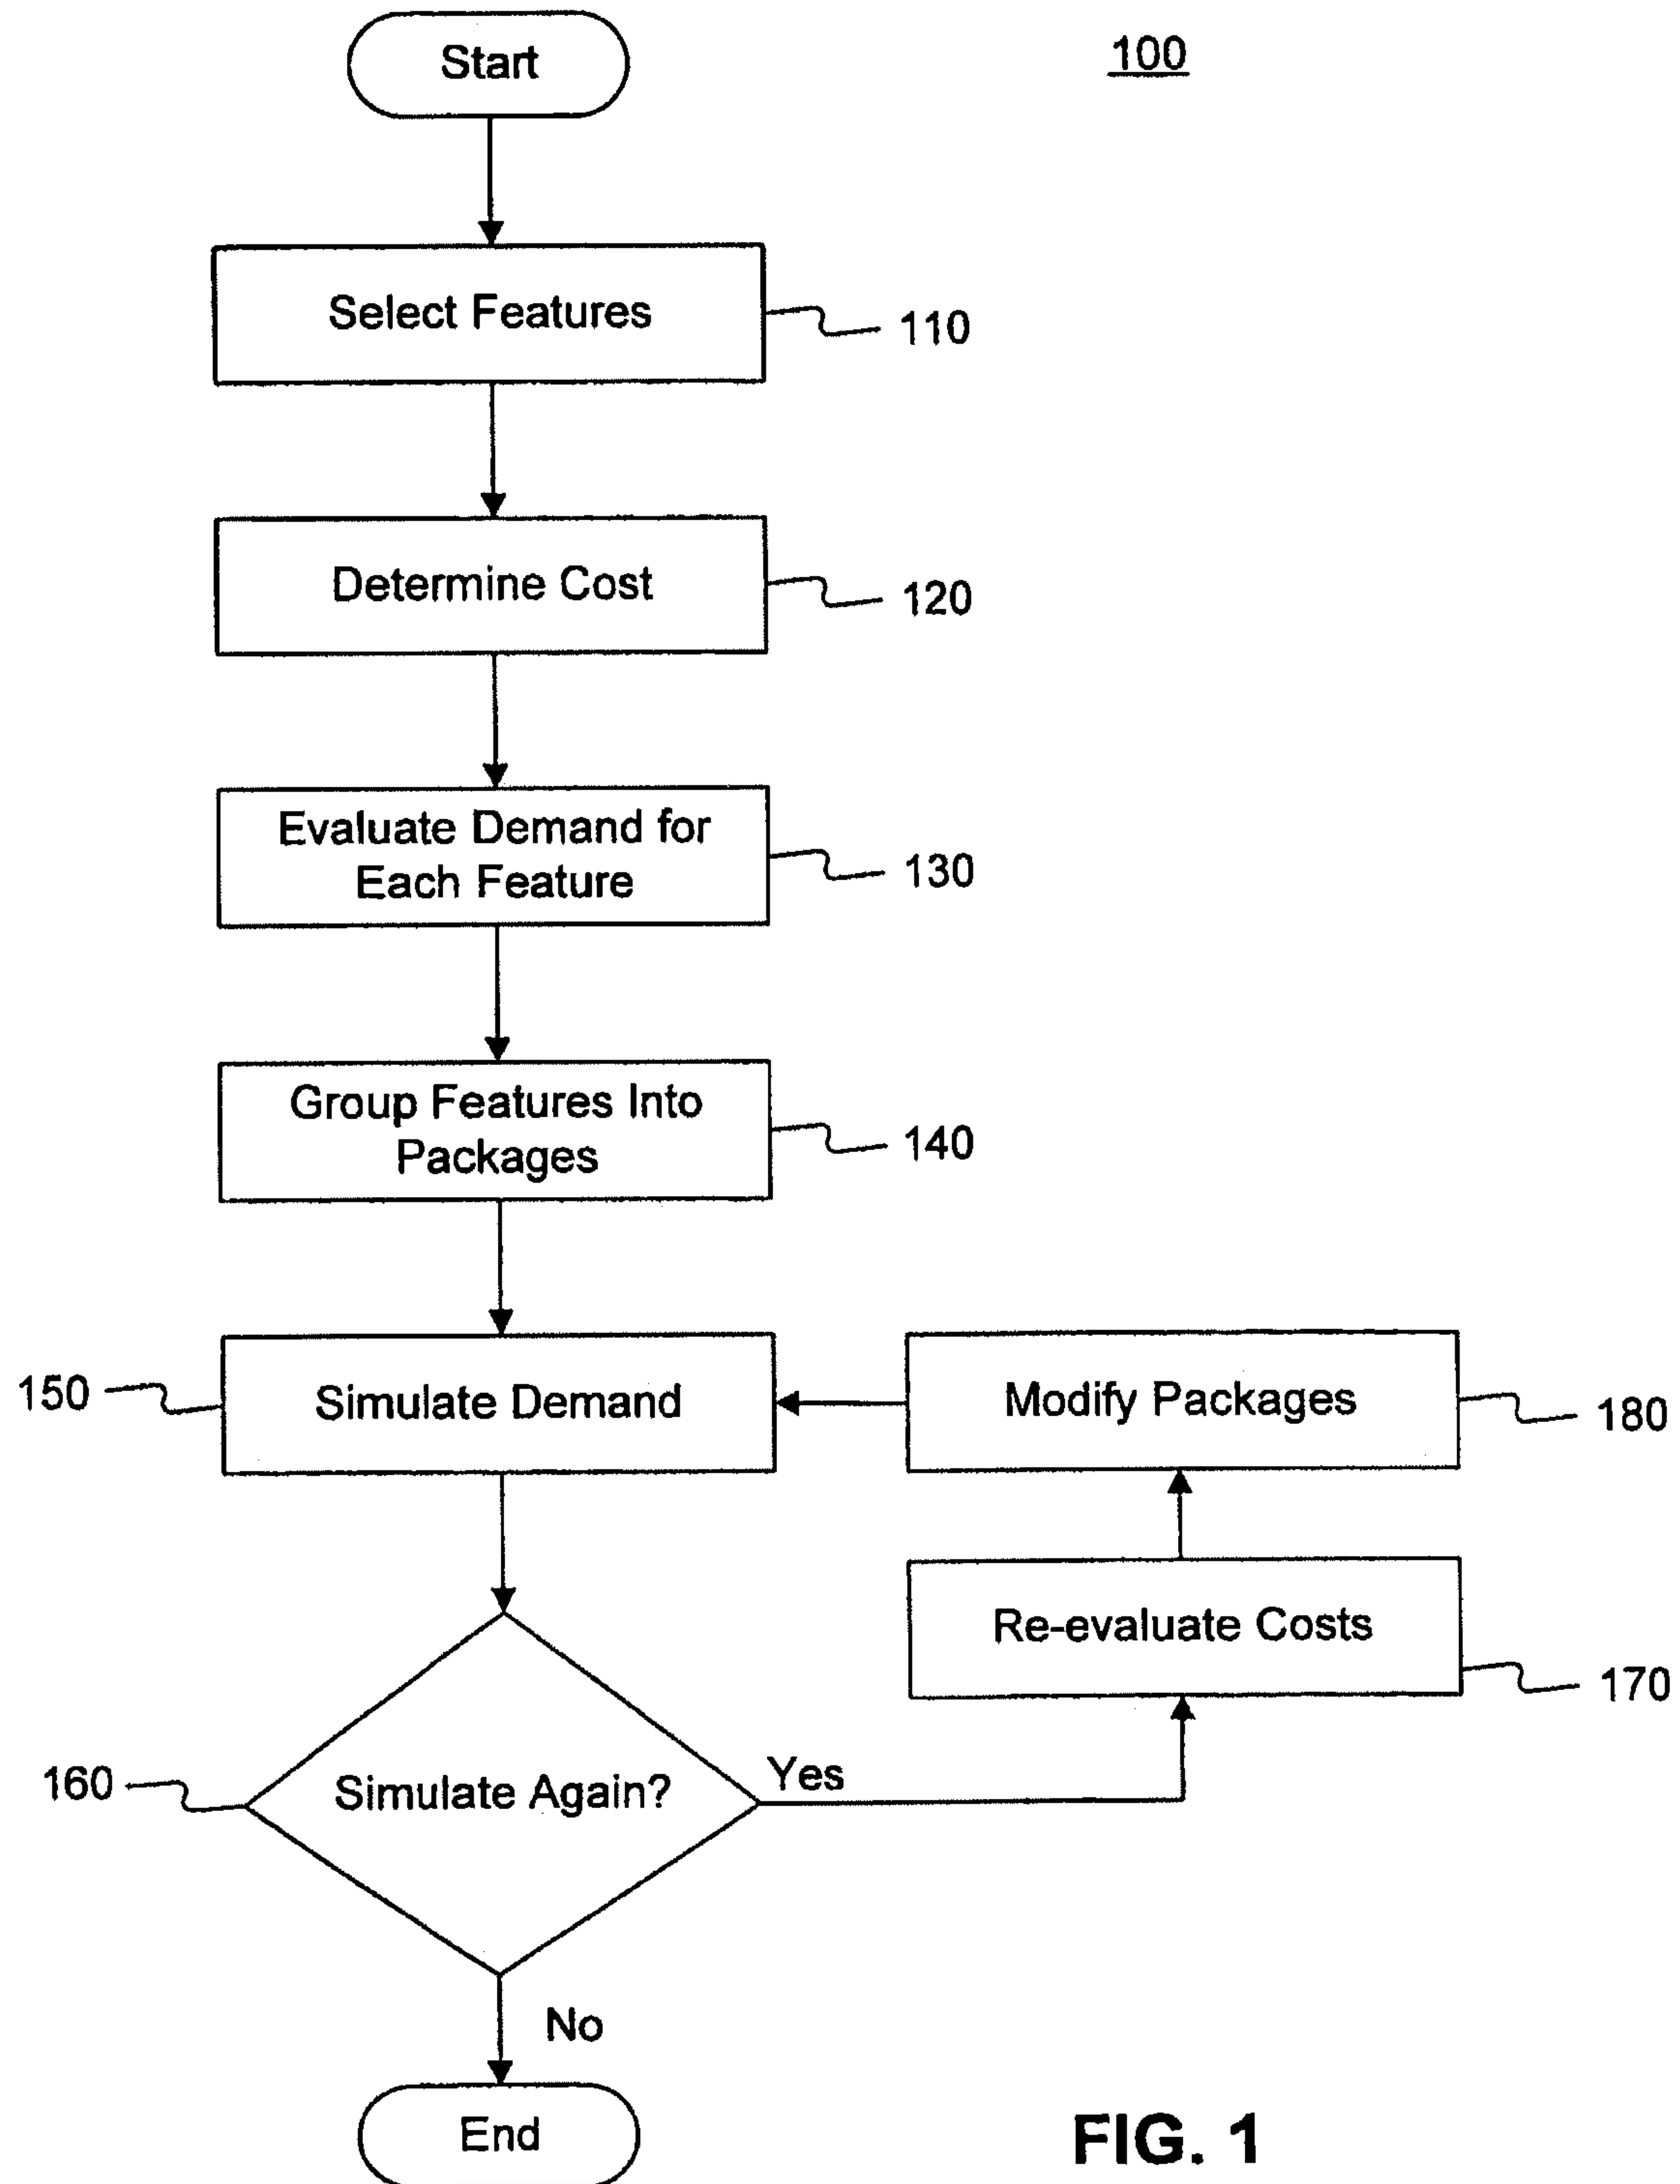 Start
100
Select Features
110
Determine Cost
120
Evaluate Demand for
Each Feature
130
Group Features Into
Packages
140
150
Simulate Demand
Modify Packages
180
Re-evaluate Costs
170
160
Simulate Again?
Yes
No
End
FIG. 1